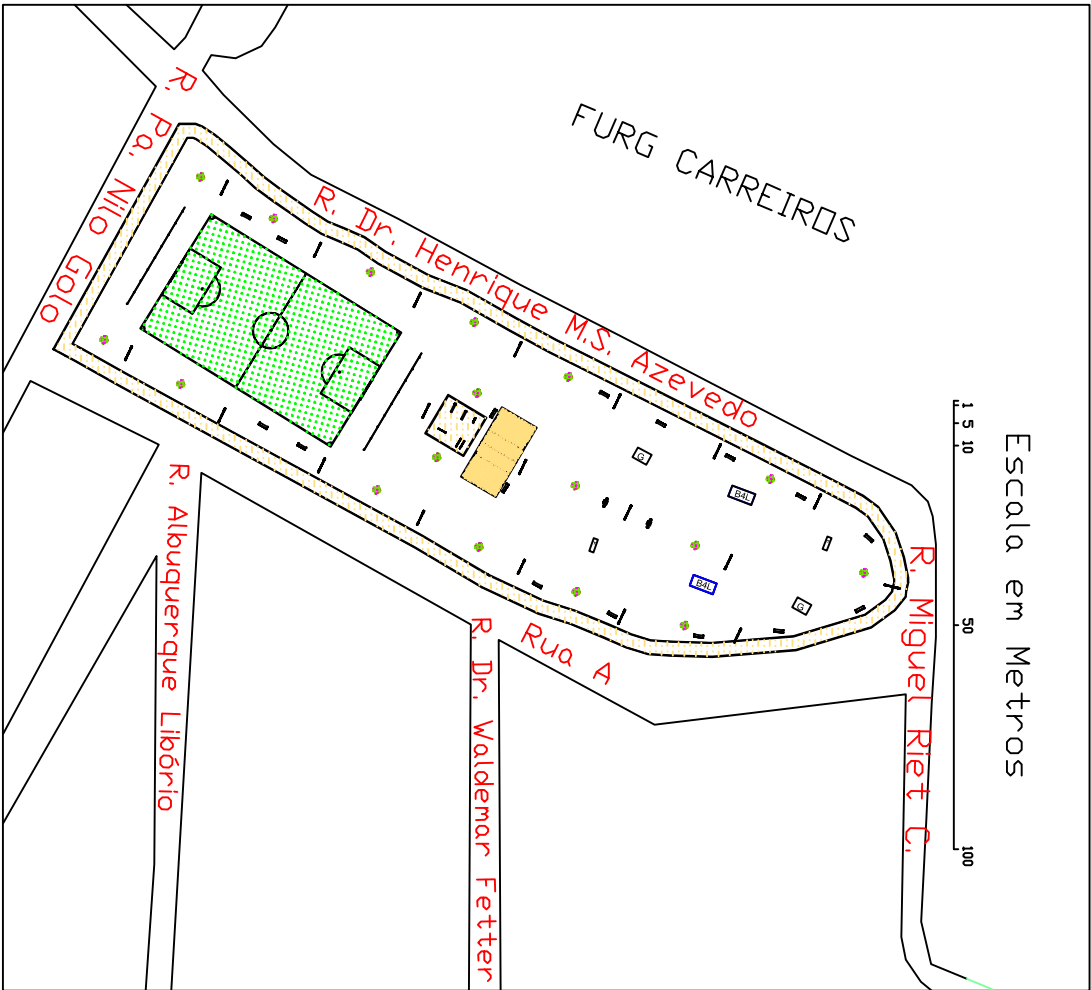 FURG CARREIROS
R. Pa. Nilo Golo
R. Dr. Henrique M.S. Azevedo
G
B4L
B4L
G
R. Albuquerque Libório
R. Dr. Waldemar Fetter
Rua A
R. Miguel Riet C.
1
5
10
50
100
Escala em Metros